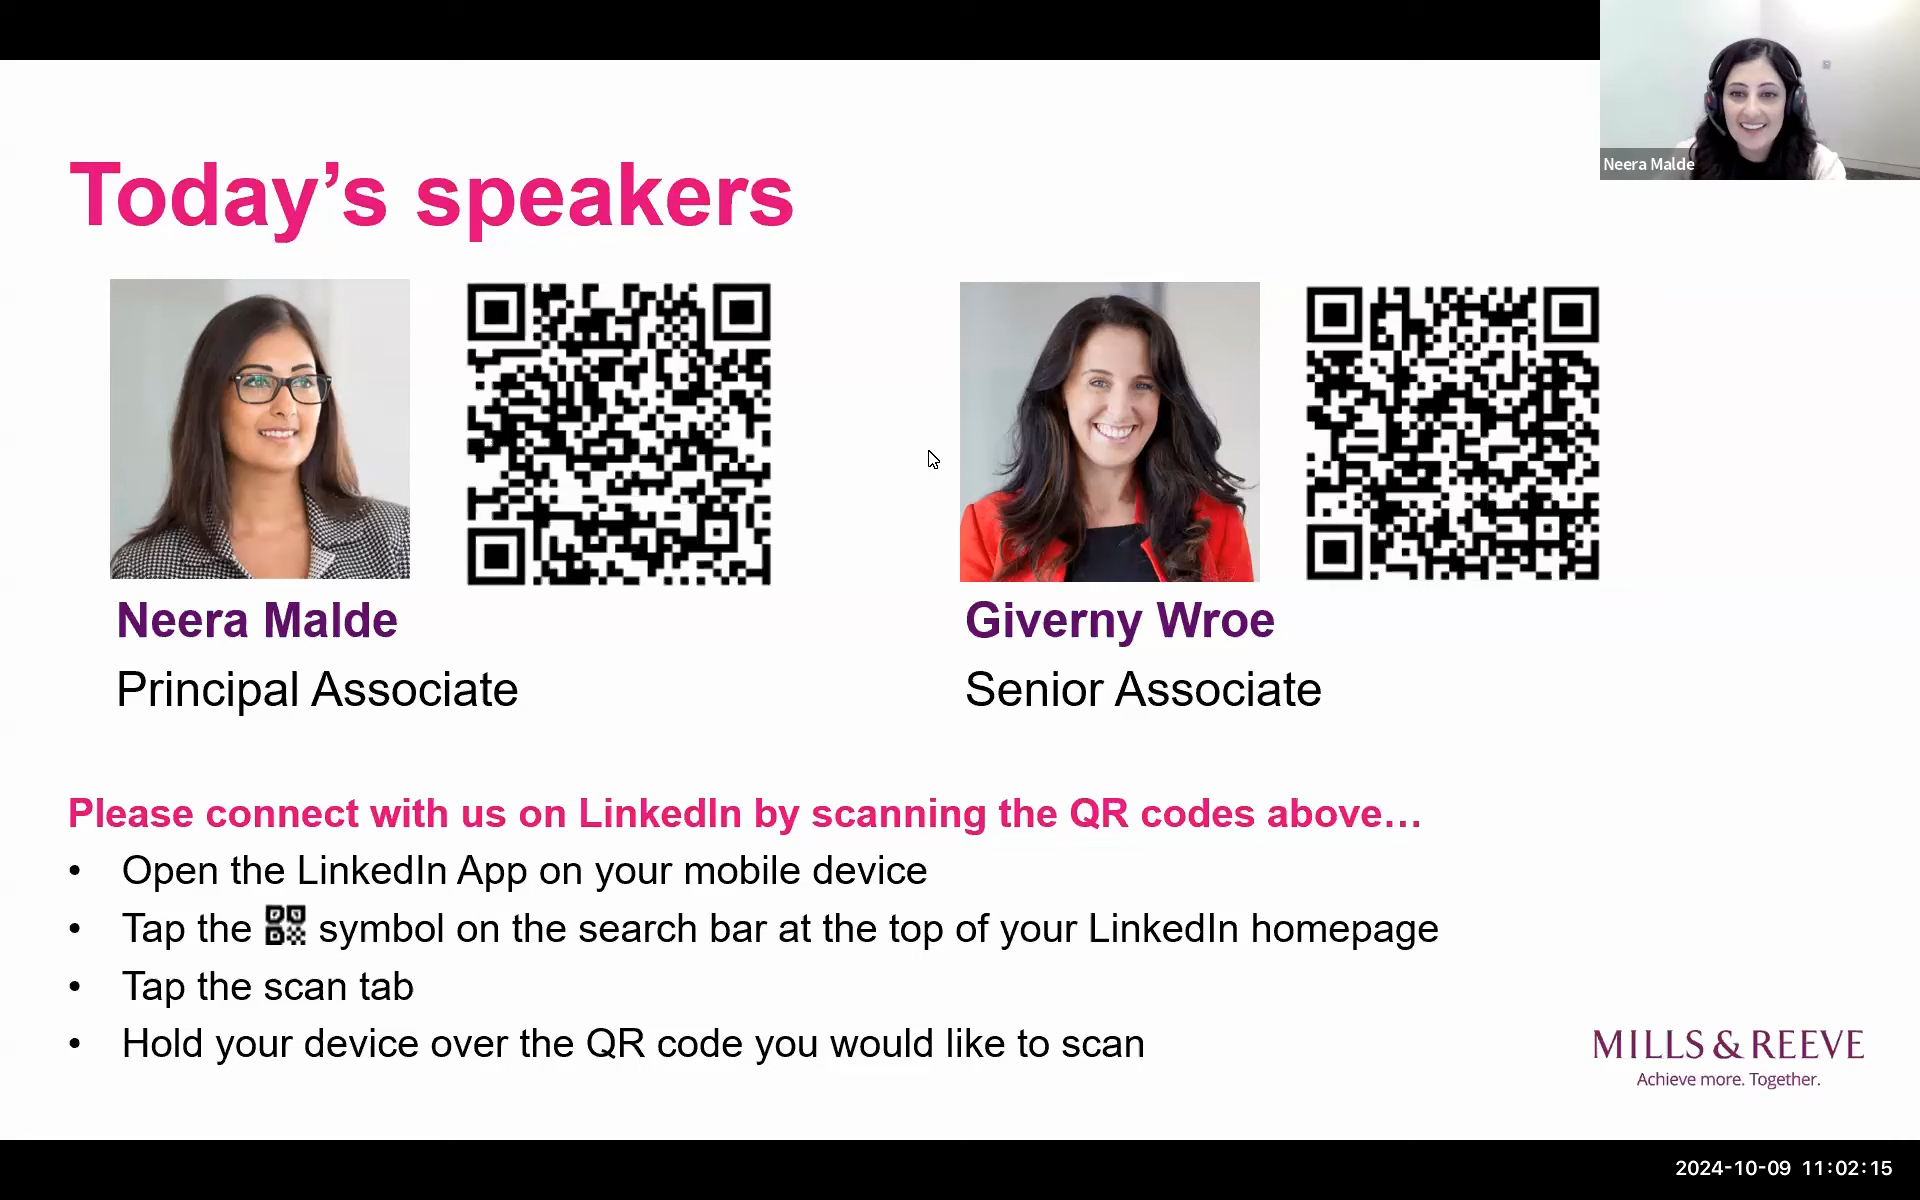 Neera Malde
Today’s speakers
Neera Malde
Principal Associate
Giverny Wroe
Senior Associate
Please connect with us on LinkedIn by scanning the QR codes above…
• Open the LinkedIn App on your mobile device
• Tap the symbol on the search bar at the top of your LinkedIn homepage
• Tap the scan tab
• Hold your device over the QR code you would like to scan
MILLS & REEVE
Achieve more. Together.
2024-10-09 11:02:15